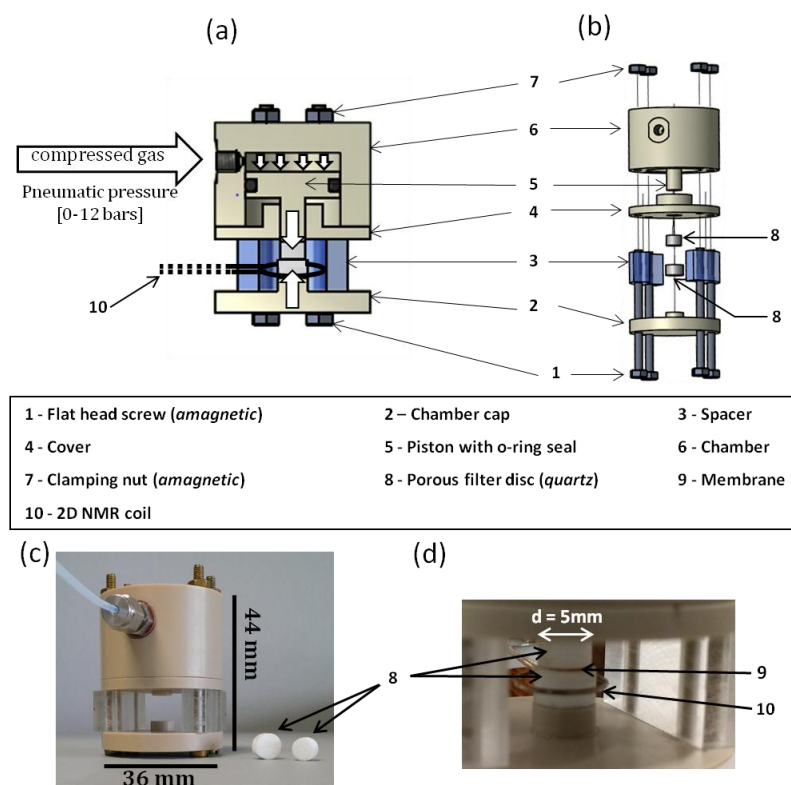 (a)
(b)
7
compressed gas
6
Pneumatic pressure
[0-12 bars]
5
4
8
3
10
2
8
1
1 - Flat head screw (amagnetic)
2 – Chamber cap
3 - Spacer
4 - Cover
5 - Piston with o-ring seal
6 - Chamber
7 - Clamping nut (amagnetic)
8 - Porous filter disc (quartz)
9 - Membrane
10 - 2D NMR coil
(c)
(d)
44 mm
d = 5mm
8
9
10
36 mm